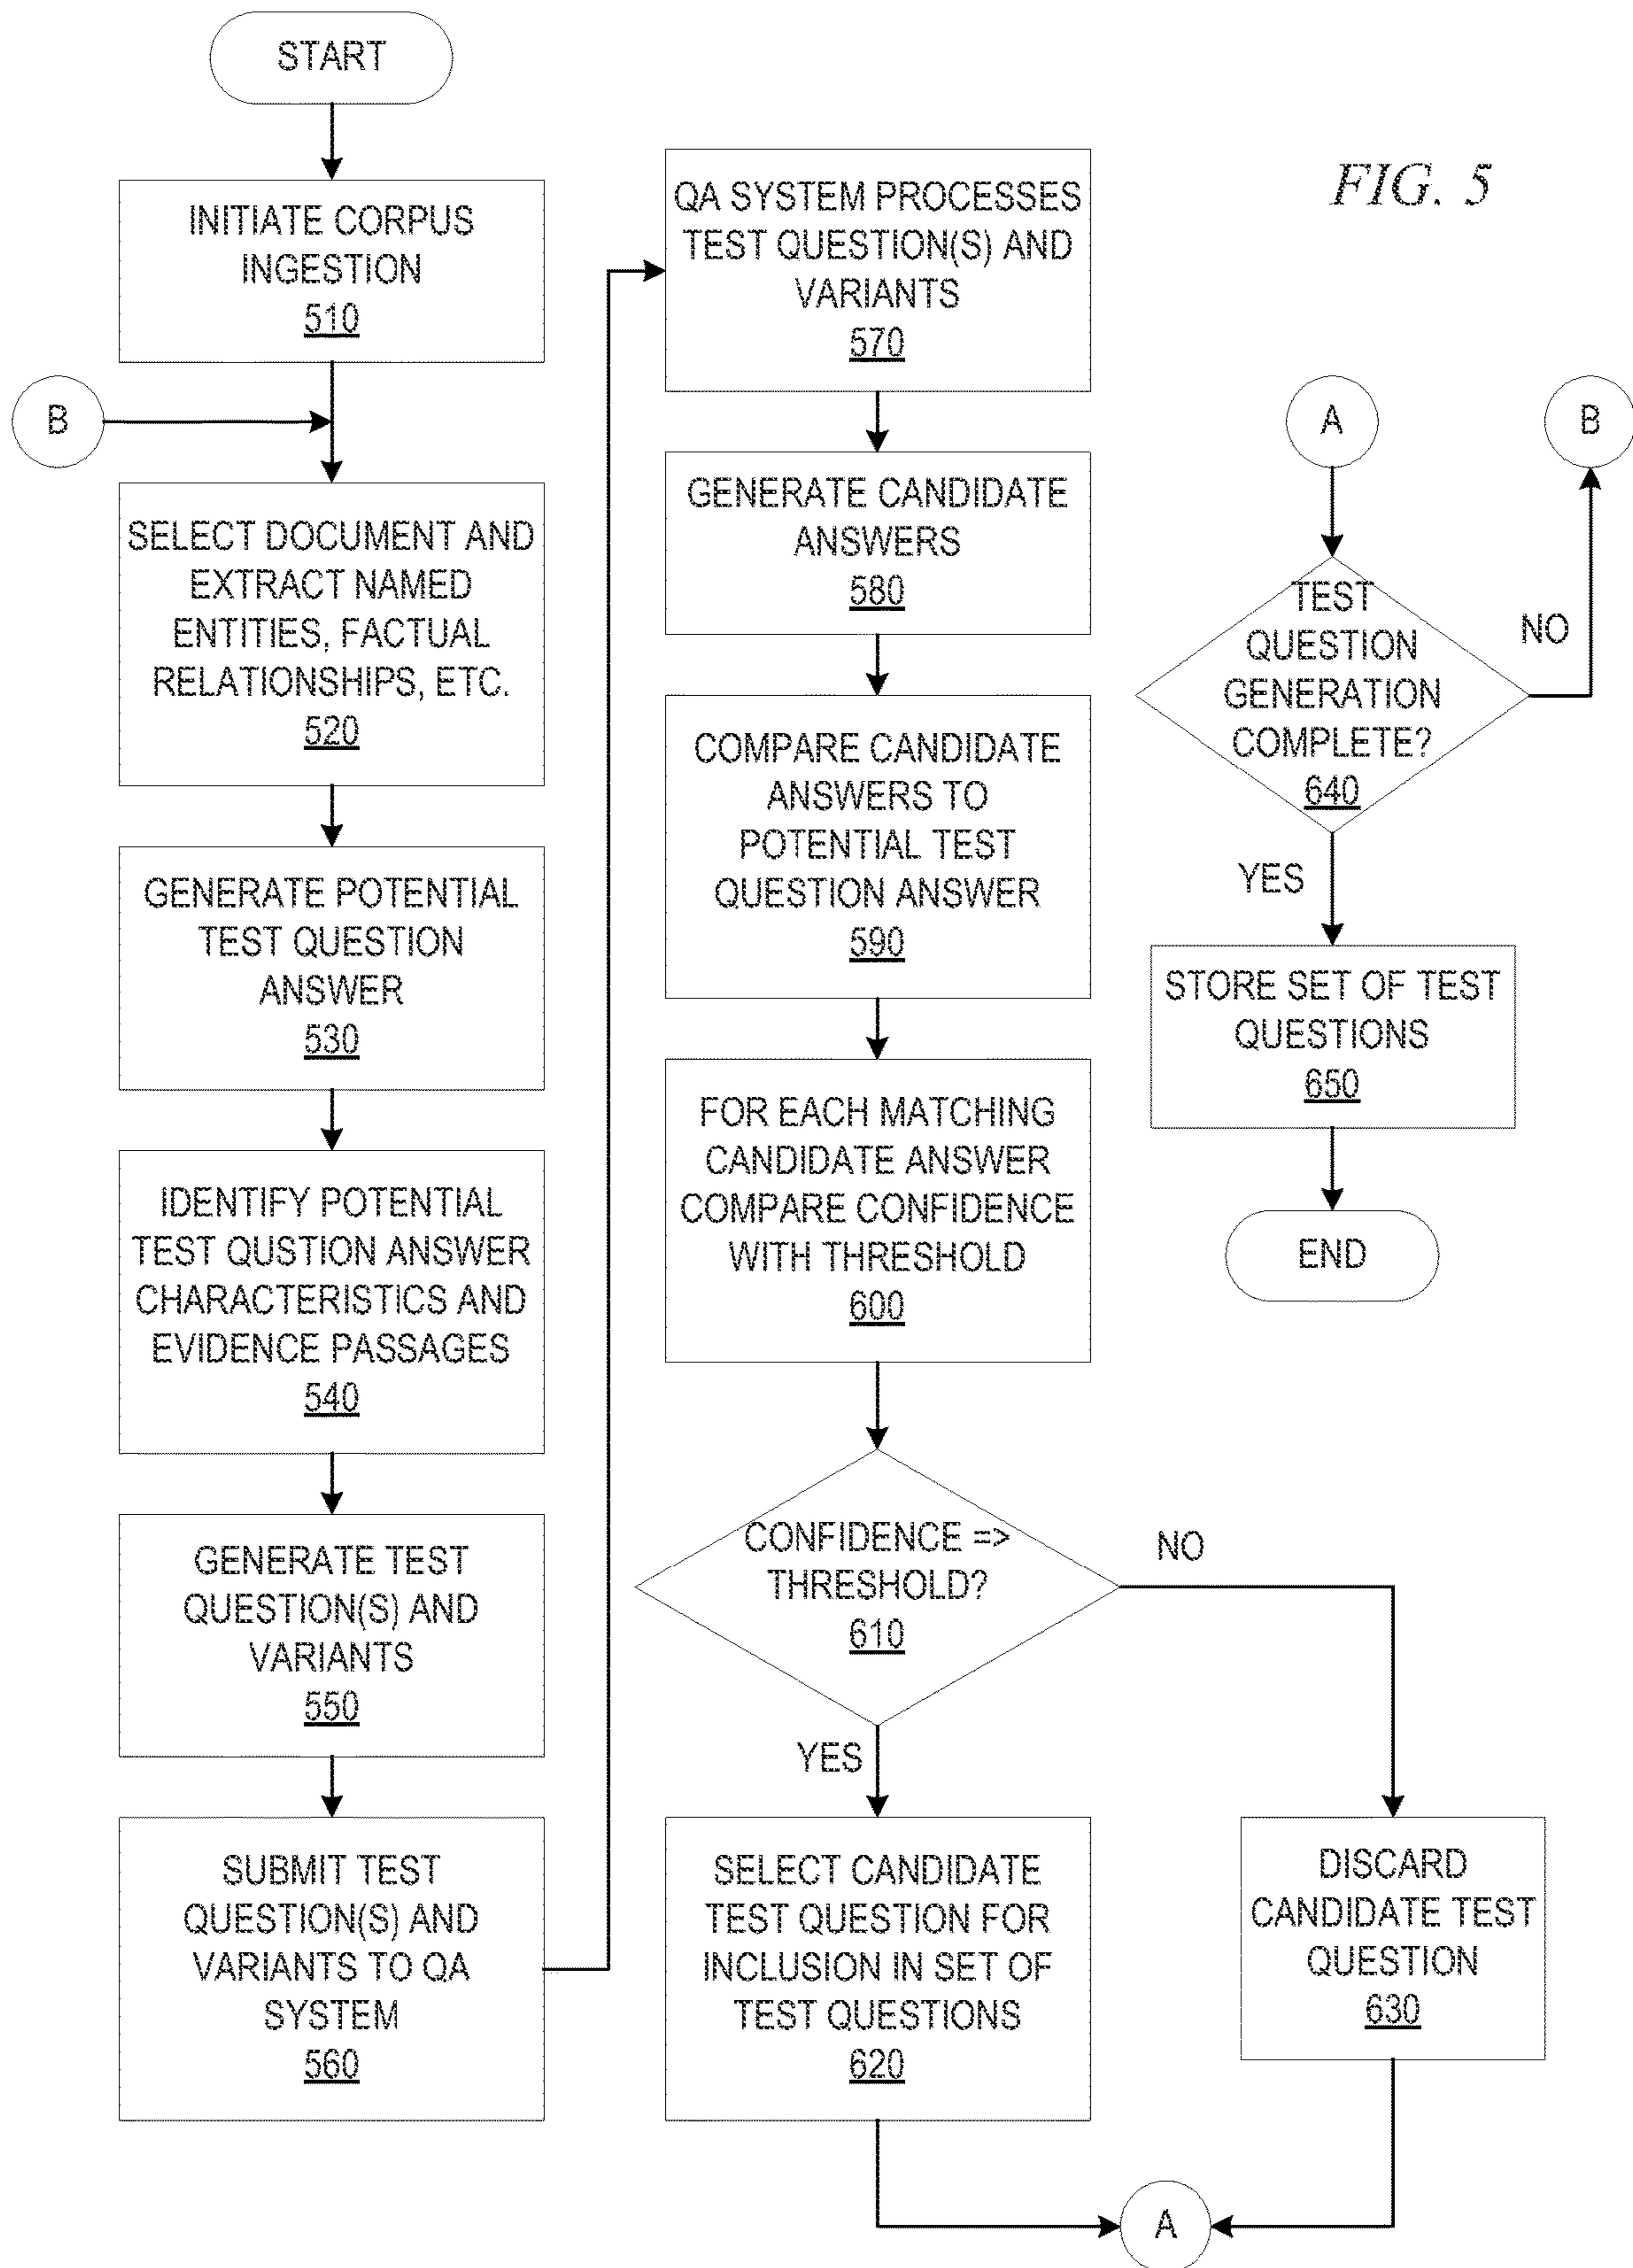 START
INITIATE CORPUS
INGESTION
510
B
SELECT DOCUMENT AND
EXTRACT NAMED
ENTITIES, FACTUAL
RELATIONSHIPS, ETC.
520
GENERATE POTENTIAL
TEST QUESTION
ANSWER
530
IDENTIFY POTENTIAL
TEST QUSTION ANSWER
CHARACTERISTICS AND
EVIDENCE PASSAGES
540
GENERATE TEST
QUESTION(S) AND
VARIANTS
550
SUBMIT TEST
QUESTION(S) AND
VARIANTS TO QA
SYSTEM
560
QA SYSTEM PROCESSES
TEST QUESTION(S) AND
VARIANTS
570
GENERATE CANDIDATE
ANSWERS
580
COMPARE CANDIDATE
ANSWERS TO
POTENTIAL TEST
QUESTION ANSWER
590
FOR EACH MATCHING
CANDIDATE ANSWER
COMPARE CONFIDENCE
WITH THRESHOLD
600
CONFIDENCE =>
THRESHOLD?
610
NO
YES
SELECT CANDIDATE
TEST QUESTION FOR
INCLUSION IN SET OF
TEST QUESTIONS
620
DISCARD
CANDIDATE TEST
QUESTION
630
A
FIG. 5
A
B
TEST
QUESTION
GENERATION
COMPLETE?
640
NO
YES
STORE SET OF TEST
QUESTIONS
650
END